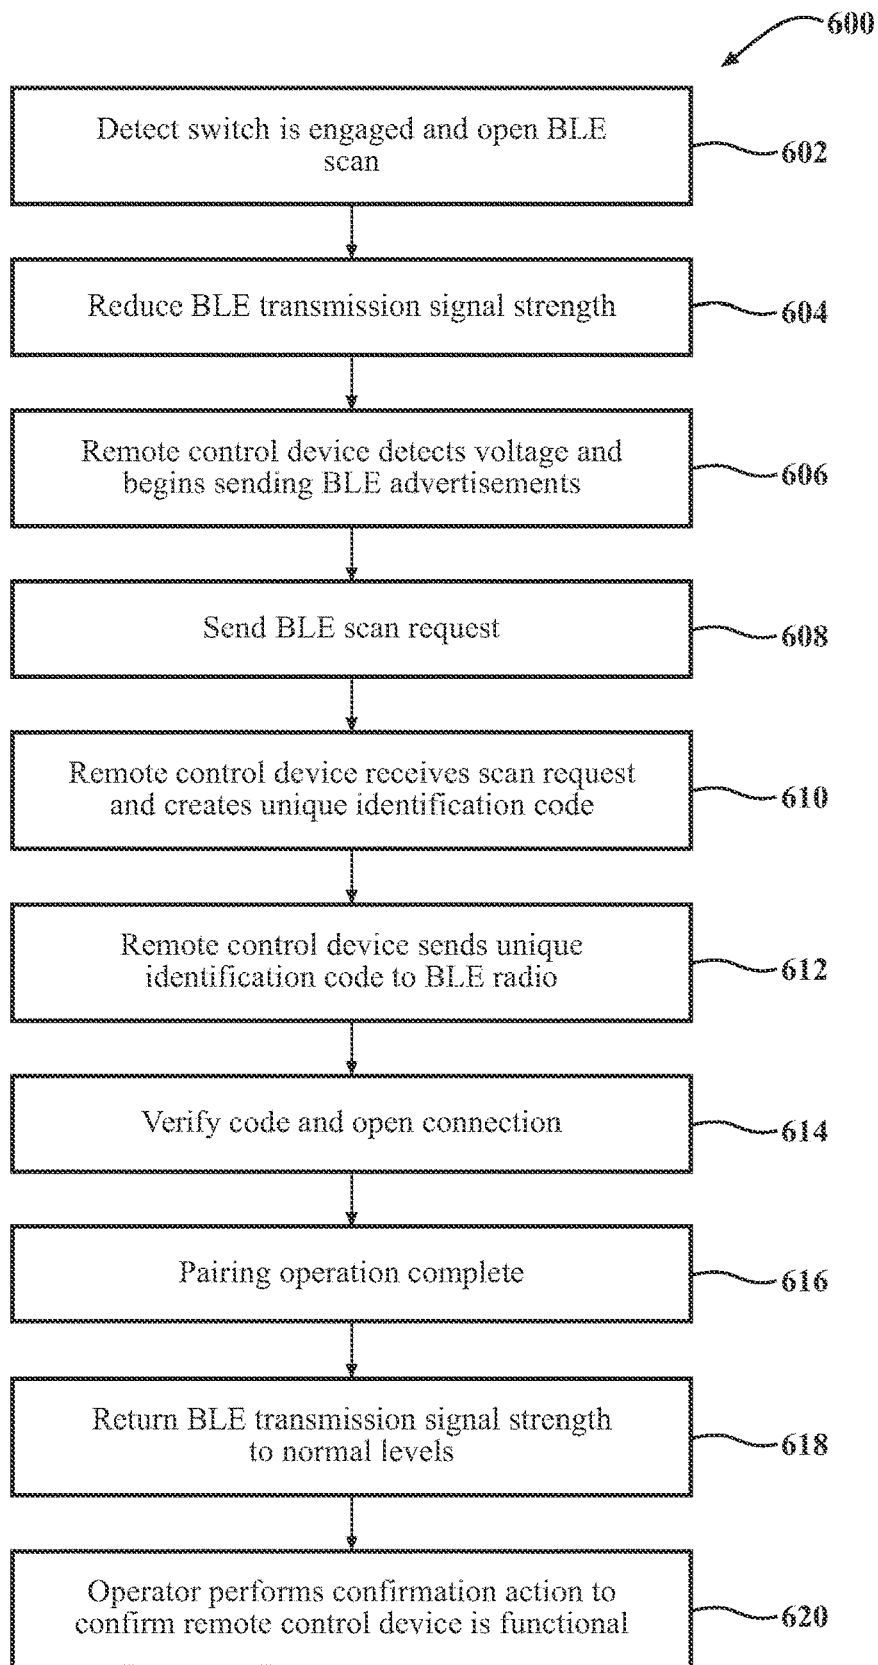 600
Detect switch is engaged and open BLE
scan
602
Reduce BLE transmission signal strength
604
Remote control device detects voltage and
begins sending BLE advertisements
606
Send BLE scan request
608
Remote control device receives scan request
and creates unique identification code
610
Remote control device sends unique
identification code to BLE radio
612
Verify code and open connection
614
Pairing operation complete
616
Return BLE transmission signal strength
to normal levels
618
Operator performs confirmation action to
confirm remote control device is functional
620